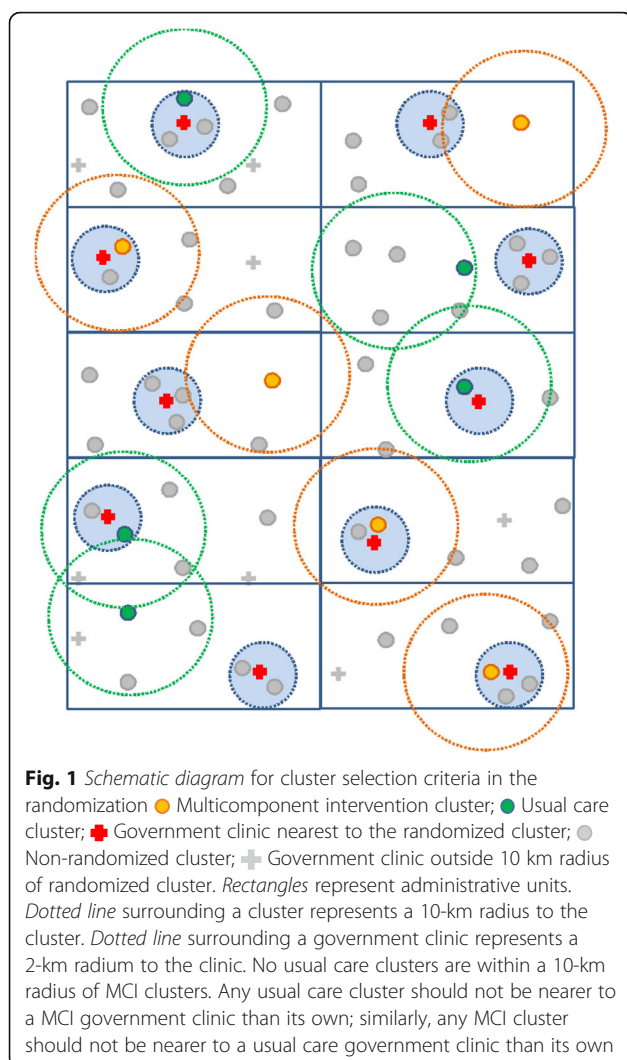 Fig. 1 Schematic diagram for cluster selection criteria in the
randomization Multicomponent intervention cluster; Usual care
cluster; Government clinic nearest to the randomized cluster;
Non-randomized cluster; Government clinic outside 10 km radius
of randomized cluster. Rectangles represent administrative units.
Dotted line surrounding a cluster represents a 10-km radius to the
cluster. Dotted line surrounding a government clinic represents a
2-km radium to the clinic. No usual care clusters are within a 10-km
radius of MCI clusters. Any usual care cluster should not be nearer to
a MCI government clinic than its own; similarly, any MCI cluster
should not be nearer to a usual care government clinic than its own